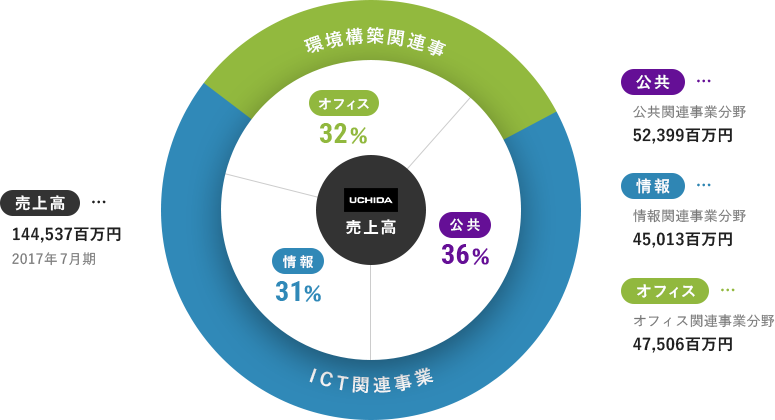 環境構築関連事
オフィス
32%
UCHIDA
売上高
公共
36%
情報
31%
ICT関連事業
売上高 …
144,537百万円
2017年7月期
公共 …
公共関連事業分野
52,399百万円
情報 …
情報関連事業分野
45,013百万円
オフィス …
オフィス関連事業分野
47,506百万円